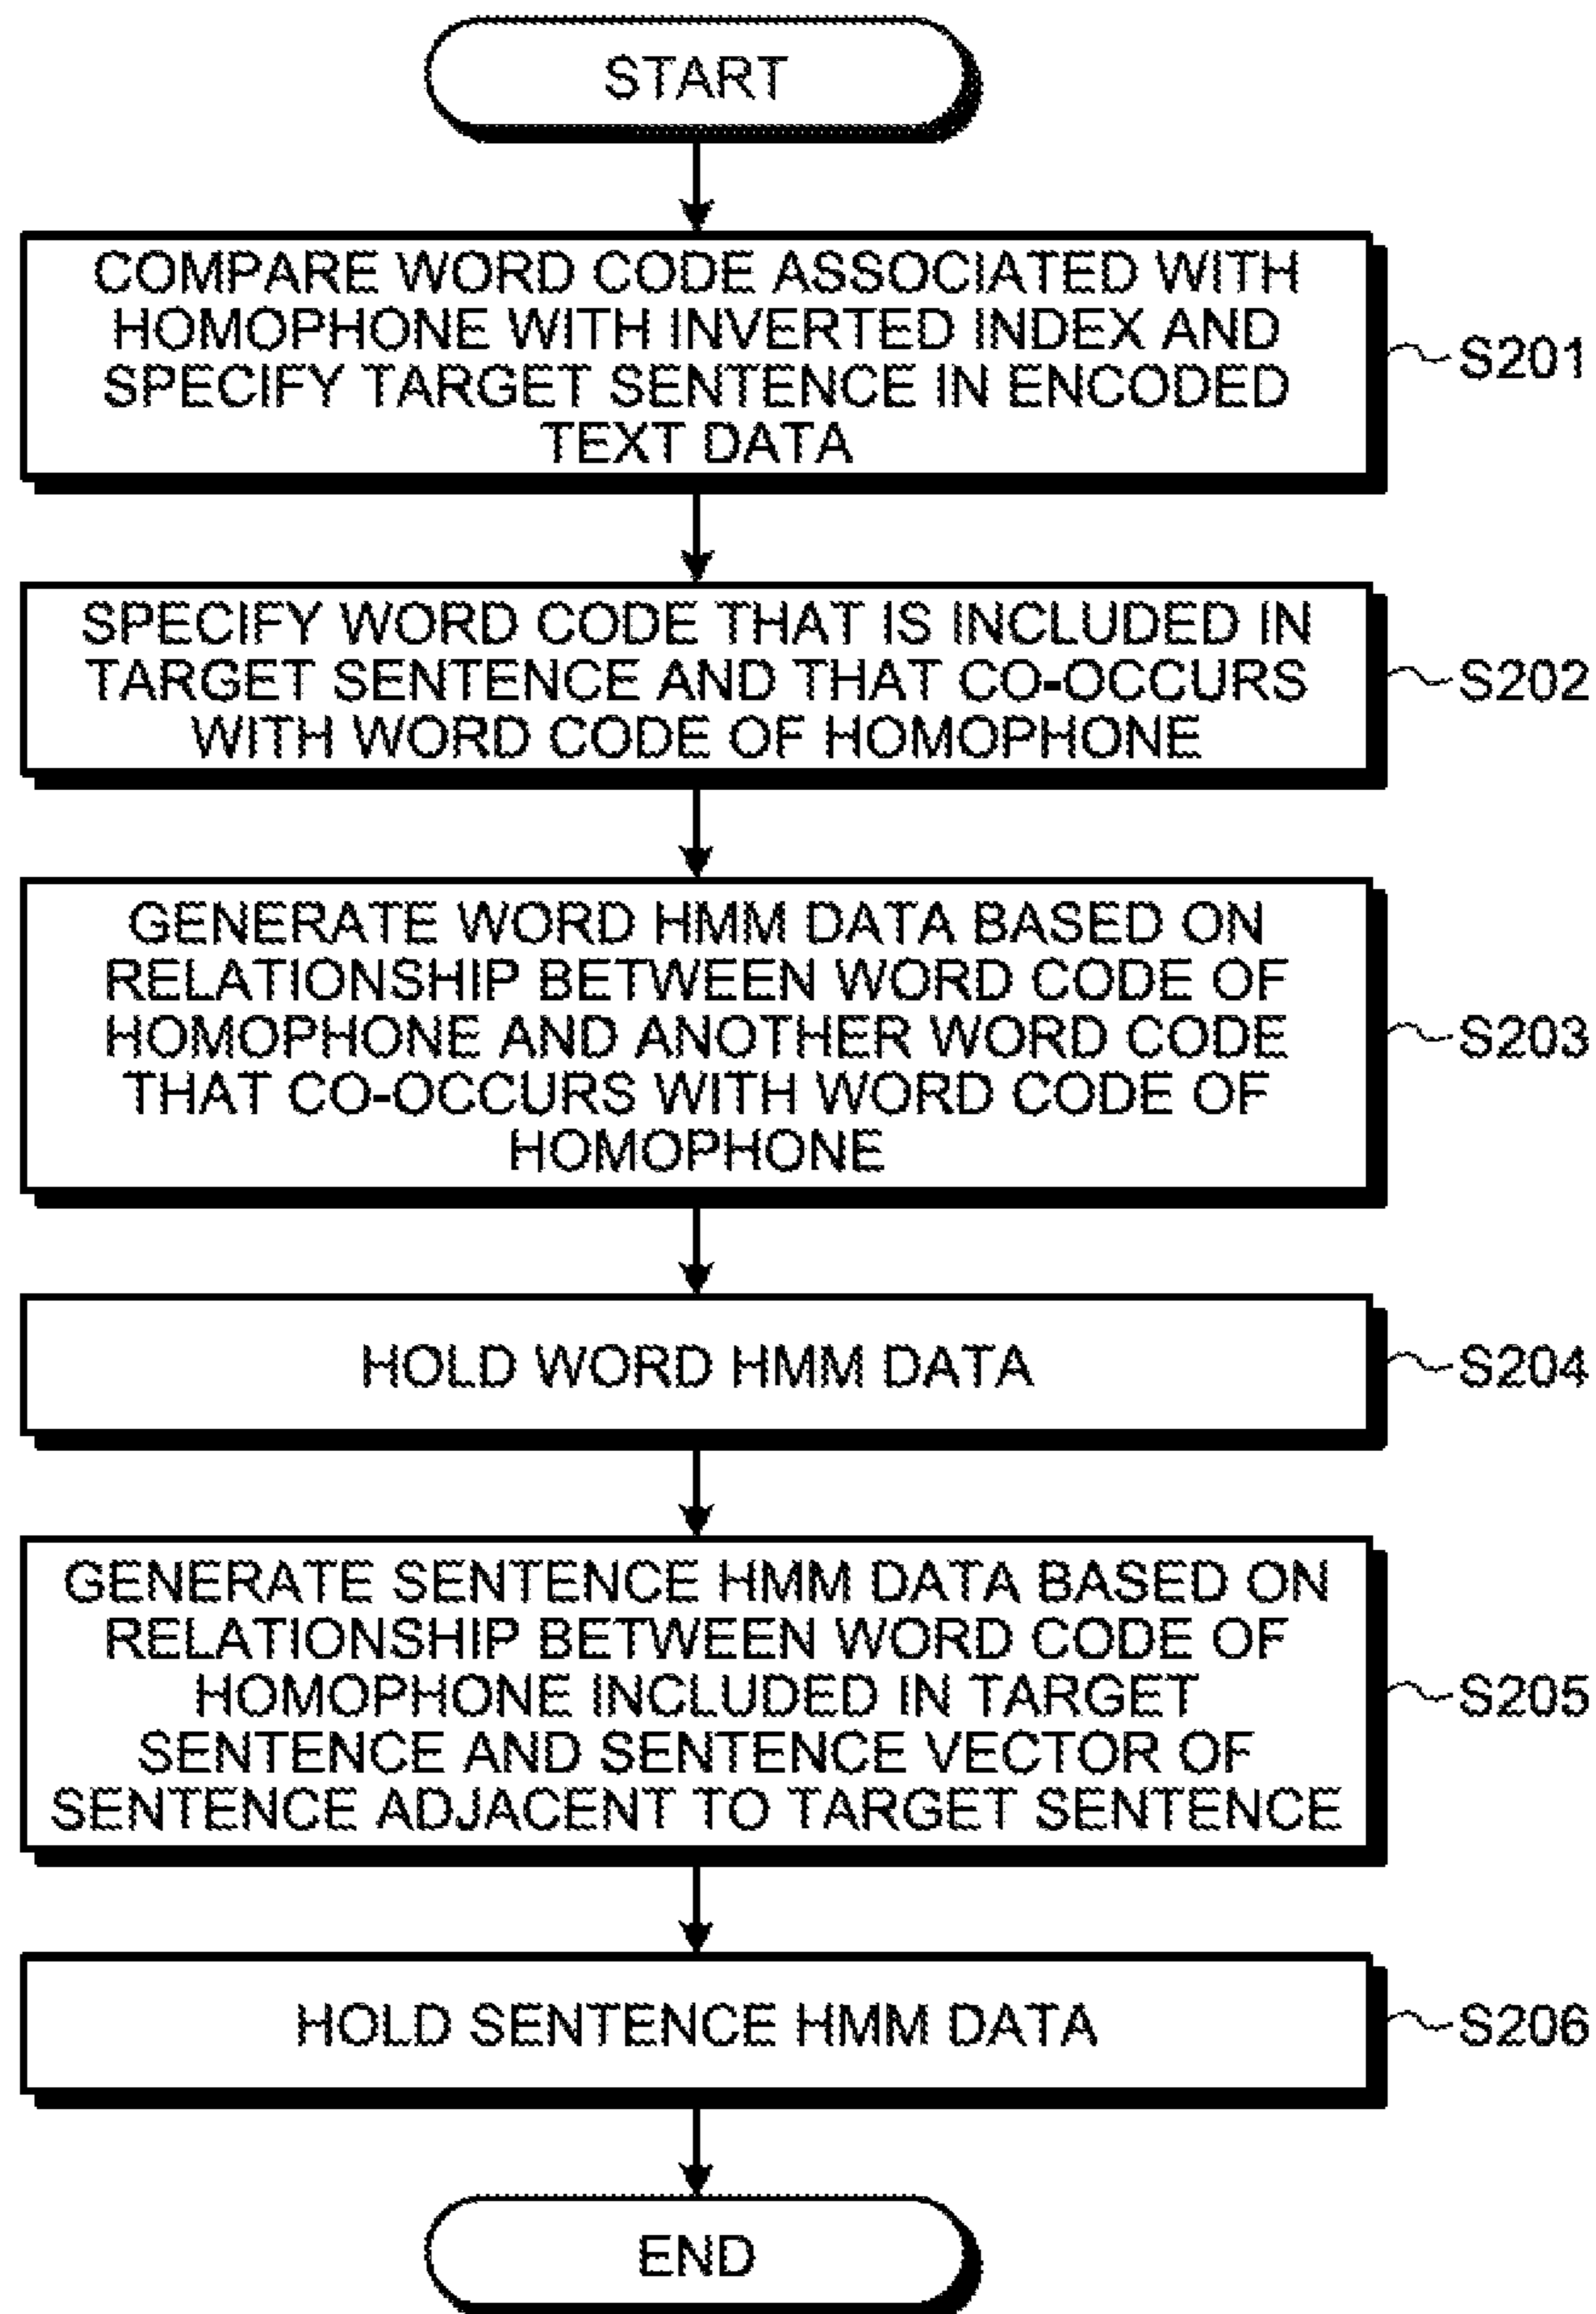 START
COMPARE WORD CODE ASSOCIATED WITH
HOMOPHONE WITH INVERTED INDEX AND
SPECIFY TARGET SENTENCE IN ENCODED
TEXT DATA
S201
SPECIFY WORD CODE THAT IS INCLUDED IN
TARGET SENTENCE AND THAT CO-OCCURS
WITH WORD CODE OF HOMOPHONE
S202
GENERATE WORD HMM DATA BASED ON
RELATIONSHIP BETWEEN WORD CODE OF
HOMOPHONE AND ANOTHER WORD CODE
THAT CO-OCCURS WITH WORD CODE OF
HOMOPHONE
S203
HOLD WORD HMM DATA
S204
GENERATE SENTENCE HMM DATA BASED ON
RELATIONSHIP BETWEEN WORD CODE OF
HOMOPHONE INCLUDED IN TARGET
SENTENCE AND SENTENCE VECTOR OF
SENTENCE ADJACENT TO TARGET SENTENCE
S205
HOLD SENTENCE HMM DATA
S206
END